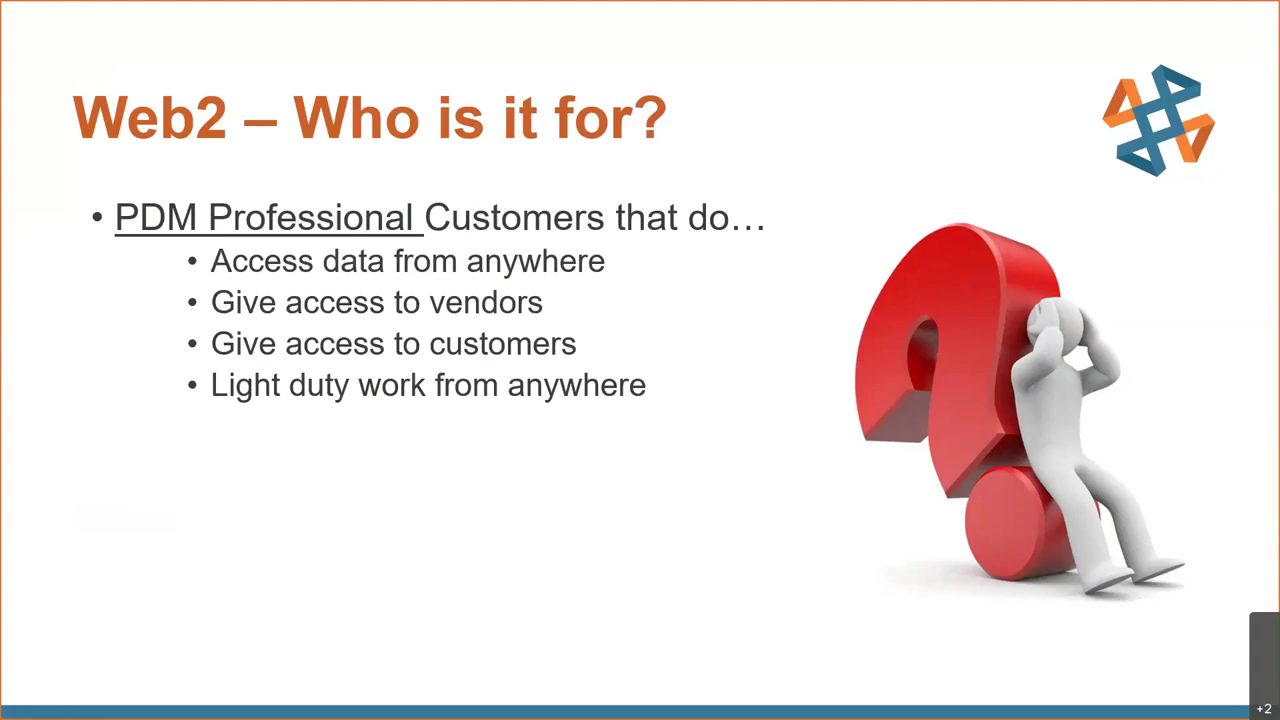 Web2 – Who is it for?
• PDM Professional Customers that do…
• Access data from anywhere
• Give access to vendors
• Give access to customers
• Light duty work from anywhere
+2